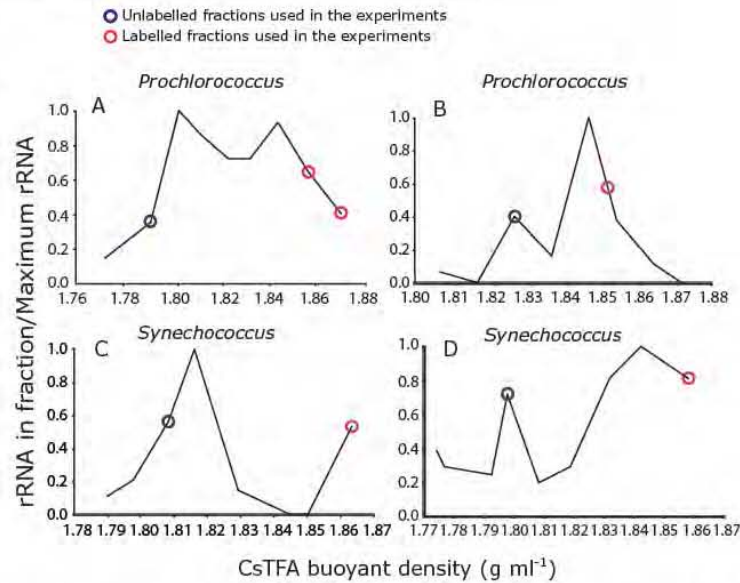 Unlabelled fractions used in the experiments
Labelled fractions used in the experiments
rRNA in fraction/Maximum rRNA
Prochlorococcus
A
1.0
0.8
0.6
0.4
0.2
0.0
1.76 1.78 1.80 1.82 1.84 1.86 1.88
Prochlorococcus
B
1.0
0.8
0.6
0.4
0.2
0.0
1.80 1.81 1.82 1.83 1.84 1.85 1.86 1.87 1.88
Synechococcus
C
1.0
0.8
0.6
0.4
0.2
0.0
1.78 1.79 1.80 1.81 1.82 1.83 1.84 1.85 1.86 1.87
Synechococcus
D
1.0
0.8
0.6
0.4
0.2
0.0
1.77 1.78 1.79 1.80 1.81 1.82 1.83 1.84 1.85 1.86 1.87
CsTFA buoyant density (g ml⁻¹)